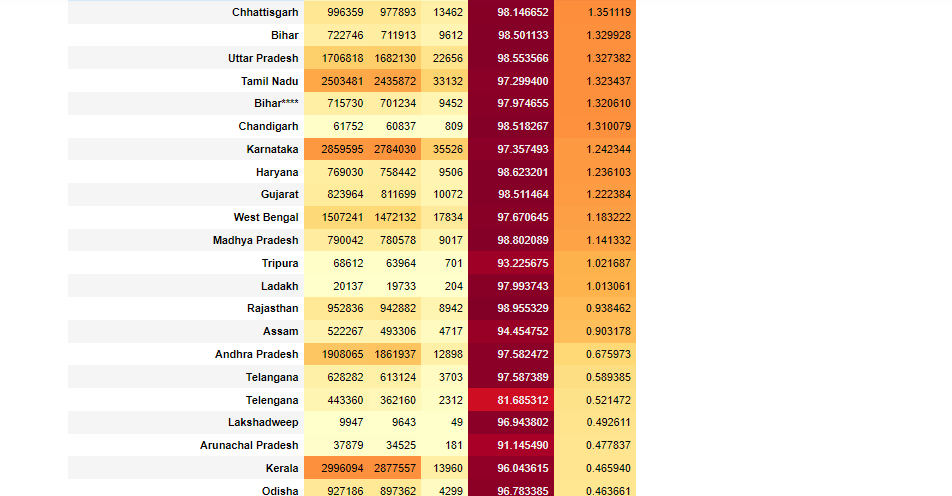 Chhattisgarh 996359 977893 13462 98.146652 1.351119
Bihar 722746 711913 9612 98.501133 1.329928
Uttar Pradesh 1706818 1682130 22656 98.553566 1.327382
Tamil Nadu 2503481 2435872 33132 97.299400 1.323437
Bihar**** 715730 701234 9452 97.974655 1.320610
Chandigarh 61752 60837 809 98.518267 1.310079
Karnataka 2859595 2784030 35526 97.357493 1.242344
Haryana 769030 758442 9506 98.623201 1.236103
Gujarat 823964 811699 10072 98.511464 1.222384
West Bengal 1507241 1472132 17834 97.670645 1.183222
Madhya Pradesh 790042 780578 9017 98.802089 1.141332
Tripura 68612 63964 701 93.225675 1.021687
Ladakh 20137 19733 204 97.993743 1.013061
Rajasthan 952836 942882 8942 98.955329 0.938462
Assam 522267 493306 4717 94.454752 0.903178
Andhra Pradesh 1908065 1861937 12898 97.582472 0.675973
Telangana 628282 613124 3703 97.587389 0.589385
Telengana 443360 362160 2312 81.685312 0.521472
Lakshadweep 9947 9643 49 96.943802 0.492611
Arunachal Pradesh 37879 34525 181 91.145490 0.477837
Kerala 2996094 2877557 13960 96.043615 0.465940
Odisha 927186 897362 4299 96.783385 0.463661